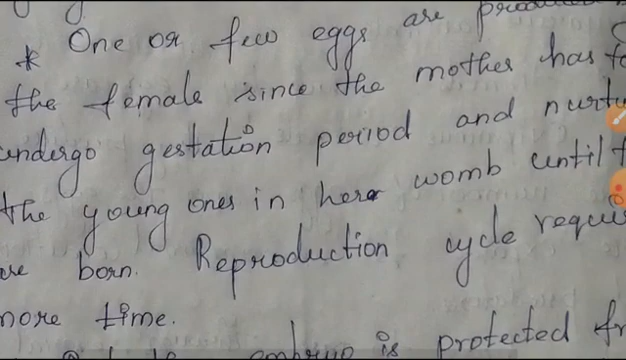 * One or few eggs are
the female since the mother has
undergo gestation period and
the young ones in her womb until
born. Reproduction cycle
more time.
embryo is protected